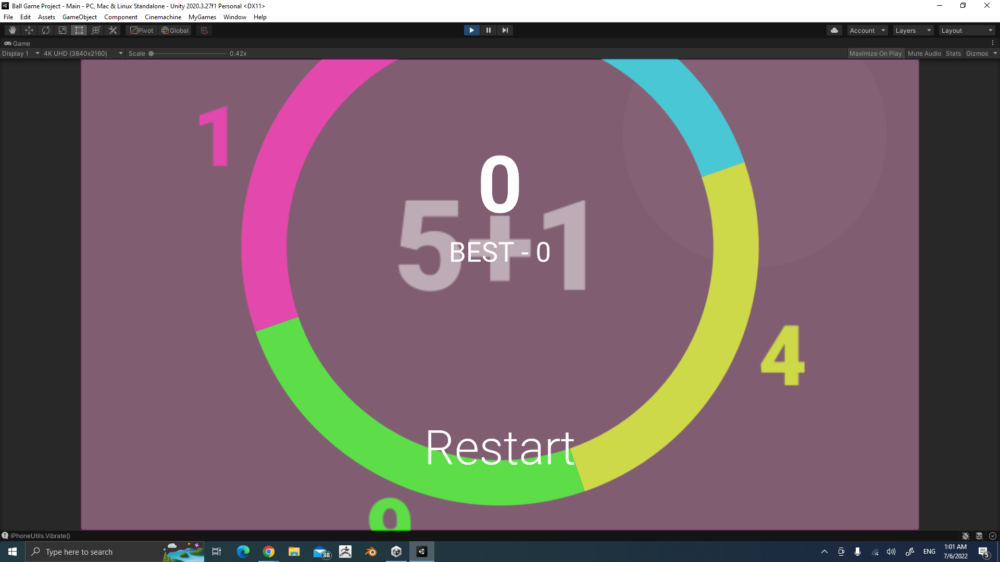 Ball Game Project - Main - PC, Mac & Linux Standalone - Unity 2020.3.27f1 Personal <DX11>
File Edit Assets GameObject Component Cinemachine MyGames Window Help
Pivot Global Account Layers Layout
Game
Display 1 4K UHD (3840x2160) Scale 0.42x Maximize On Play Mute Audio Stats Gizmos
1
0
5+1
BEST - 0
4
Restart
iPhoneUtils.Vibrate()
Type here to search 38 ENG 1:01 AM
7/6/2022 5